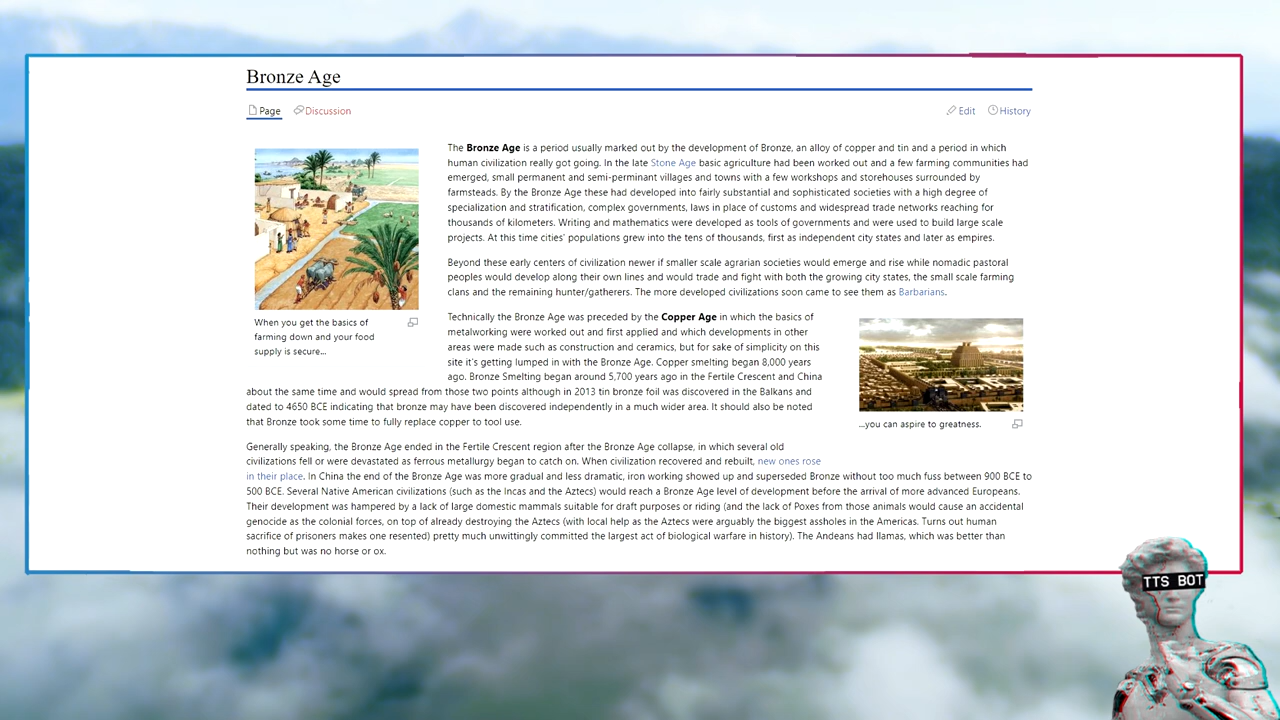 Bronze Age
Page
Discussion
Edit
History
The Bronze Age is a period usually marked out by the development of Bronze, an alloy of copper and tin and a period in which
human civilization really got going. In the late Stone Age basic agriculture had been worked out and a few farming communities had
emerged, small permanent and semi-perminant villages and towns with a few workshops and storehouses surrounded by
farmsteads. By the Bronze Age these had developed into fairly substantial and sophisticated societies with a high degree of
specialization and stratification, complex governments, laws in place of customs and widespread trade networks reaching for
thousands of kilometers. Writing and mathematics were developed as tools of governments and were used to build large scale
projects. At this time cities' populations grew into the tens of thousands, first as independent city states and later as empires.
When you get the basics of
farming down and your food
supply is secure...
Beyond these early centers of civilization newer if smaller scale agrarian societies would emerge and rise while nomadic pastoral
peoples would develop along their own lines and would trade and fight with both the growing city states, the small scale farming
clans and the remaining hunter/gatherers. The more developed civilizations soon came to see them as Barbarians.
Technically the Bronze Age was preceded by the Copper Age in which the basics of
metalworking were worked out and first applied and which developments in other
areas were made such as construction and ceramics, but for sake of simplicity on this
site it's getting lumped in with the Bronze Age. Copper smelting began 8,000 years
ago. Bronze Smelting began around 5,700 years ago in the Fertile Crescent and China
about the same time and would spread from those two points although in 2013 tin bronze foil was discovered in the Balkans and
dated to 4650 BCE indicating that bronze may have been discovered independently in a much wider area. It should also be noted
that Bronze took some time to fully replace copper to tool use.
...you can aspire to greatness.
Generally speaking, the Bronze Age ended in the Fertile Crescent region after the Bronze Age collapse, in which several old
civilizations fell or were devastated as ferrous metallurgy began to catch on. When civilization recovered and rebuilt, new ones rose
in their place. In China the end of the Bronze Age was more gradual and less dramatic, iron working showed up and superseded Bronze without too much fuss between 900 BCE to
500 BCE. Several Native American civilizations (such as the Incas and the Aztecs) would reach a Bronze Age level of development before the arrival of more advanced Europeans.
Their development was hampered by a lack of large domestic mammals suitable for draft purposes or riding (and the lack of Poxes from those animals would cause an accidental
genocide as the colonial forces, on top of already destroying the Aztecs (with local help as the Aztecs were arguably the biggest assholes in the Americas. Turns out human
sacrifice of prisoners makes one resented) pretty much unwittingly committed the largest act of biological warfare in history). The Andeans had llamas, which was better than
nothing but was no horse or ox.
TTS BOT